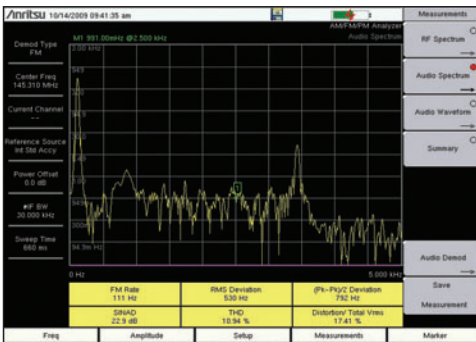 Anritsu 10/14/2009 09:41:35 am
Measurements
AM/FM/PM Analyzer
Audio Spectrum
M1 991.00mHz @2.500 kHz
3.00 kHz
Demod Type
FM
Center Freq
145.310 MHz
Current Channel
--
Reference Source
Int Std Accy
Power Offset
0.0 dB
#IF BW
30.000 kHz
Sweep Time
660 ms
94.9m Hz
0 Hz
5.000 kHz
1
FM Rate
111 Hz
RMS Deviation
530 Hz
(Pk-Pk)/2 Deviation
792 Hz
SINAD
22.9 dB
THD
10.94 %
Distortion/ Total Vrms
17.41 %
RF Spectrum
Audio Spectrum
Audio Waveform
Summary
Audio Demod
Save
Measurement
Freq
Amplitude
Setup
Measurements
Marker